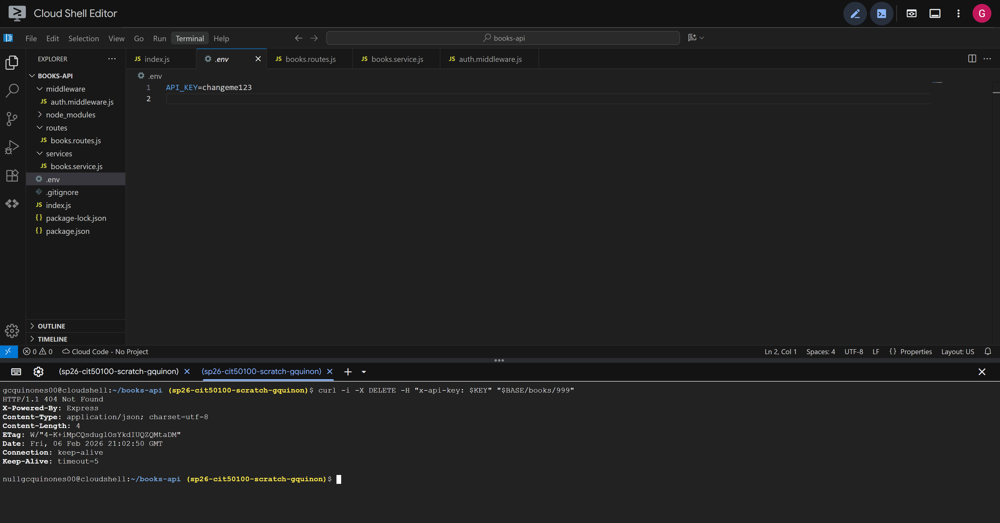 Cloud Shell Editor
G
File Edit Selection View Go Run Terminal Help
books-api
EXPLORER
JS index.js
.env
JS books.routes.js
JS books.service.js
JS auth.middleware.js
BOOKS-API
middleware
JS auth.middleware.js
node_modules
routes
JS books.routes.js
services
JS books.service.js
.env
.gitignore
JS index.js
{} package-lock.json
{} package.json
OUTLINE
TIMELINE
.env
1 API_KEY=changeme123
2
0 0 Cloud Code - No Project
Ln 2, Col 1 Spaces: 4 UTF-8 LF {} Properties Layout: US
(sp26-cit50100-scratch-gquinon) (sp26-cit50100-scratch-gquinon)
gcquinones00@cloudshell:~/books-api (sp26-cit50100-scratch-gquinon)$ curl -i -X DELETE -H "x-api-key: $KEY" "$BASE/books/999"
HTTP/1.1 404 Not Found
X-Powered-By: Express
Content-Type: application/json; charset=utf-8
Content-Length: 4
ETag: W/"4-K+iMpCQsduglOsYkdIUQZQMtaDM"
Date: Fri, 06 Feb 2026 21:02:50 GMT
Connection: keep-alive
Keep-Alive: timeout=5
nullgcquinones00@cloudshell:~/books-api (sp26-cit50100-scratch-gquinon)$